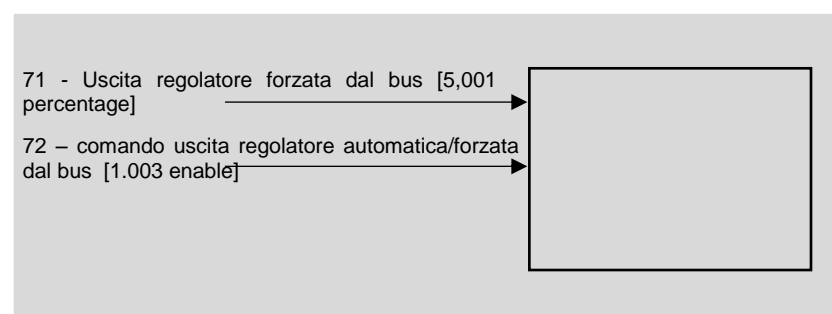 71 - Uscita regolatore forzata dal bus [5,001
percentage]
72 – comando uscita regolatore automatica/forzata
dal bus [1.003 enable]